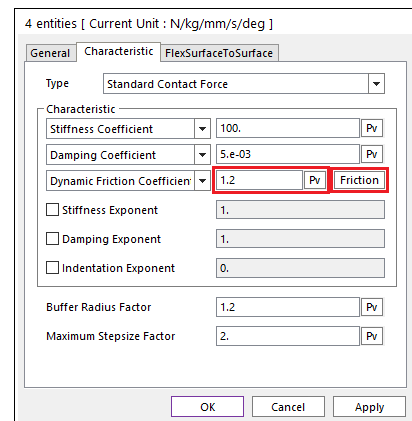 4 entities [ Current Unit : N/kg/mm/s/deg ]
General Characteristic FlexSurfaceToSurface
Type Standard Contact Force
Characteristic
Stiffness Coefficient 100. Pv
Damping Coefficient 5.e-03 Pv
Dynamic Friction Coefficient 1.2 Pv Friction
Stiffness Exponent 1.
Damping Exponent 1.
Indentation Exponent 0.
Buffer Radius Factor 1.2 Pv
Maximum Stepsize Factor 2. Pv
OK Cancel Apply